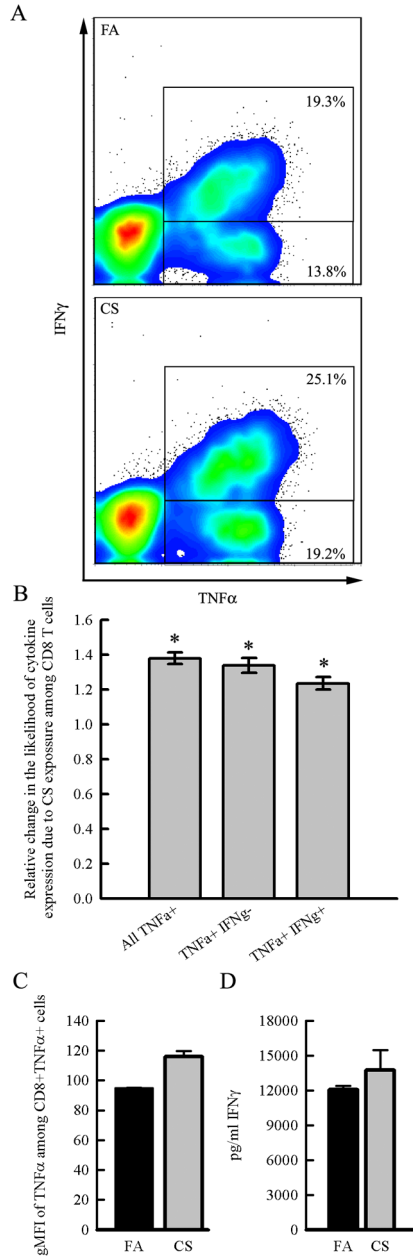 A
FA
19.3%
13.8%
CS
25.1%
19.2%
IFNγ
TNFα
B
Relative change in the likelihood of cytokine
expression due to CS expossure among CD8 T cells
1.6
1.4
1.2
1.0
0.8
0.6
0.4
0.2
0.0
* * *
All TNFa+
TNFa+ IFNg-
TNFa+ IFNg+
C
gMFI of TNFα among CD8+TNFα+ cells
140
120
100
80
60
40
20
0
FA CS
D
pg/ml IFNγ
18000
15000
12000
9000
6000
3000
0
FA CS